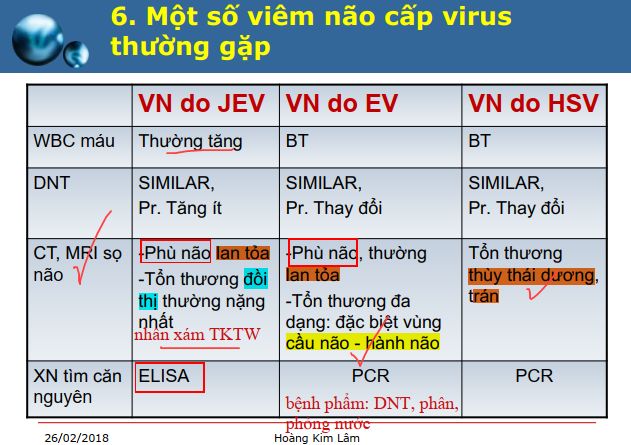 6. Một số viêm não cấp virus
thường gặp
VN do JEV VN do EV VN do HSV
WBC máu Thường tăng BT BT
DNT SIMILAR, SIMILAR, SIMILAR,
Pr. Tăng ít Pr. Thay đổi Pr. Thay đổi
CT, MRI sọ não
-Phù não lan tỏa
-Tổn thương đồi
thị thường nặng
nhất
nhân xám TKTW
-Phù não, thường
lan tỏa
-Tổn thương đa
dạng: đặc biệt vùng
cầu não - hành não
Tổn thương
thùy thái dương,
trán
XN tìm căn nguyên
ELISA PCR PCR
bệnh phẩm: DNT, phân,
phỏng nước
26/02/2018 Hoàng Kim Lâm